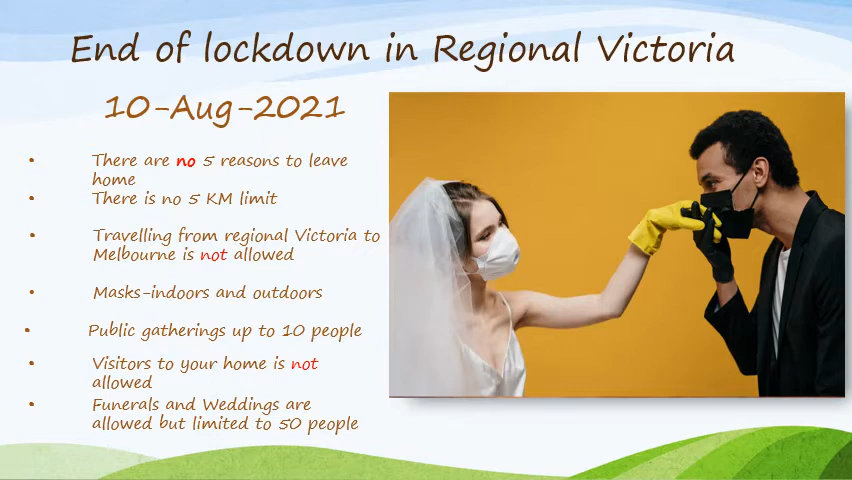 End of lockdown in Regional Victoria
10-Aug-2021
• There are no 5 reasons to leave
home
• There is no 5 KM limit
• Travelling from regional Victoria to
Melbourne is not allowed
• Masks-indoors and outdoors
• Public gatherings up to 10 people
• Visitors to your home is not
allowed
• Funerals and Weddings are
allowed but limited to 50 people